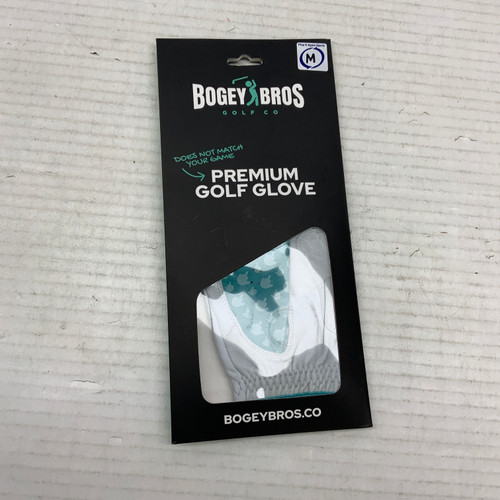 M
BOGEY BROS
GOLF CO
DOES NOT MATCH
YOUR GAME
PREMIUM
GOLF GLOVE
BOGEYBROS.CO